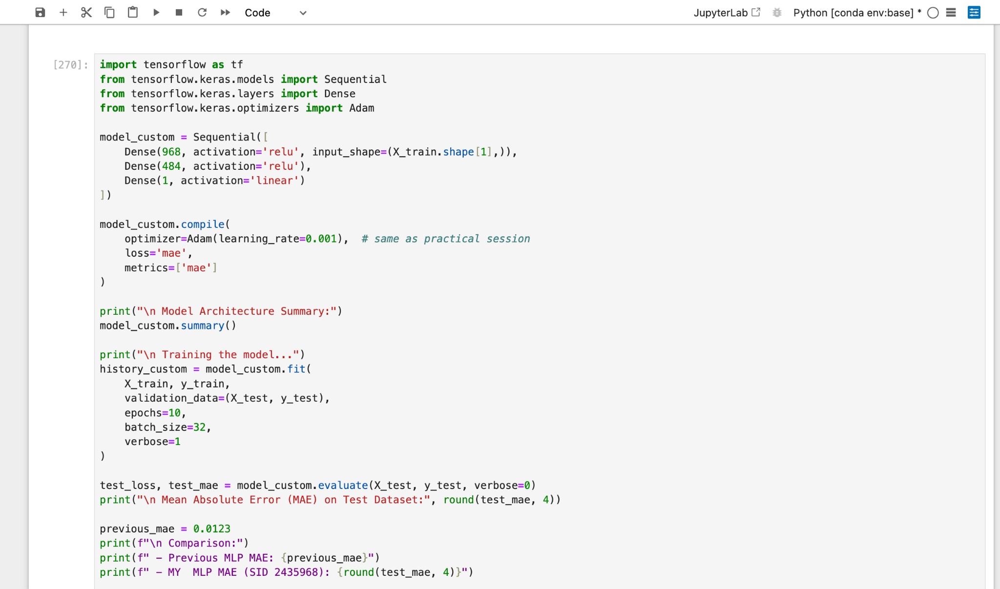 Code
JupyterLab
Python [conda env:base] *
[270]:
import tensorflow as tf
from tensorflow.keras.models import Sequential
from tensorflow.keras.layers import Dense
from tensorflow.keras.optimizers import Adam

model_custom = Sequential([
    Dense(968, activation='relu', input_shape=(X_train.shape[1],)),
    Dense(484, activation='relu'),
    Dense(1, activation='linear')
])

model_custom.compile(
    optimizer=Adam(learning_rate=0.001),  # same as practical session
    loss='mae',
    metrics=['mae']
)

print("\n Model Architecture Summary:")
model_custom.summary()

print("\n Training the model...")
history_custom = model_custom.fit(
    X_train, y_train,
    validation_data=(X_test, y_test),
    epochs=10,
    batch_size=32,
    verbose=1
)

test_loss, test_mae = model_custom.evaluate(X_test, y_test, verbose=0)
print("\n Mean Absolute Error (MAE) on Test Dataset:", round(test_mae, 4))

previous_mae = 0.0123
print(f"\n Comparison:")
print(f" – Previous MLP MAE: {previous_mae}")
print(f" – MY  MLP MAE (SID 2435968): {round(test_mae, 4)}")